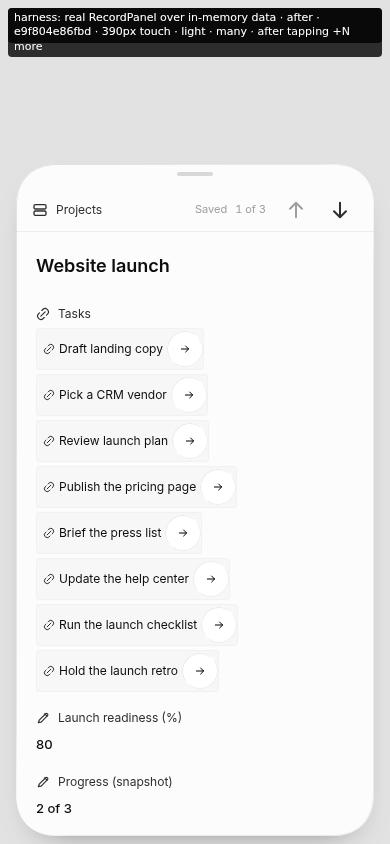 harness: real RecordPanel over in-memory data · after ·
e9f804e86fbd · 390px touch · light · many · after tapping +N
more
Projects
Saved 1 of 3
Website launch
Tasks
Draft landing copy
Pick a CRM vendor
Review launch plan
Publish the pricing page
Brief the press list
Update the help center
Run the launch checklist
Hold the launch retro
Launch readiness (%)
80
Progress (snapshot)
2 of 3